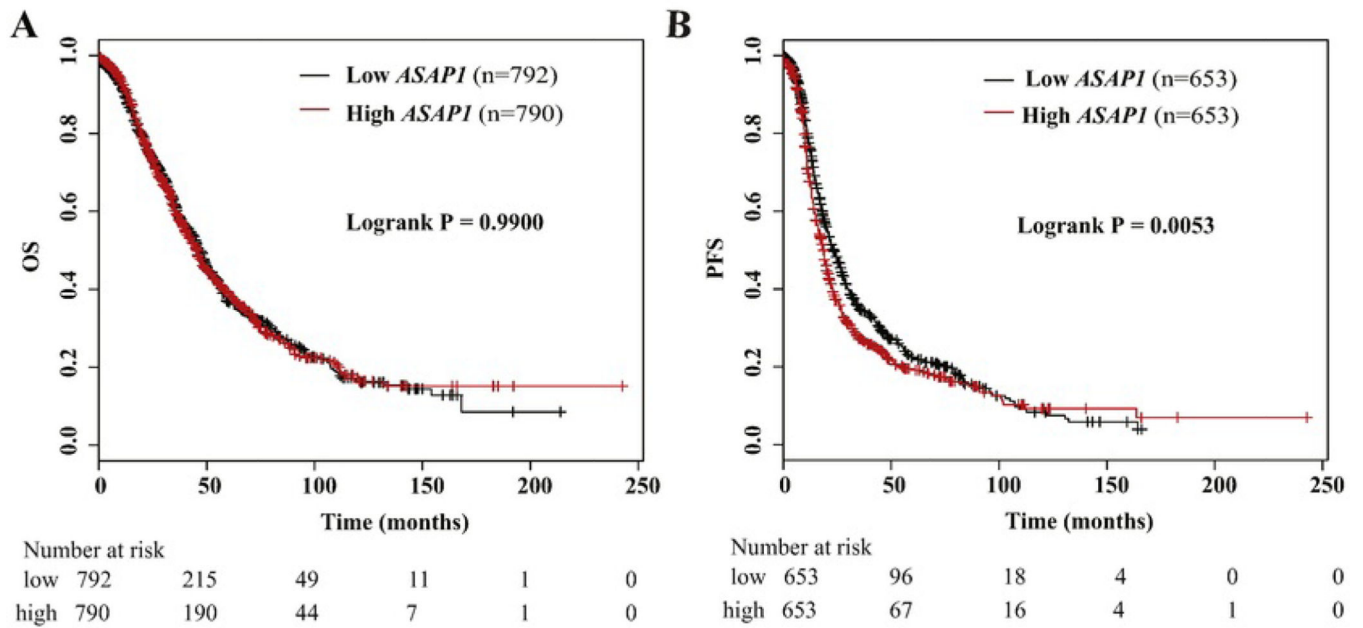 A
B
Low ASAP1 (n=792)
High ASAP1 (n=790)
Logrank P = 0.9900
OS
1.0
0.8
0.6
0.4
0.2
0.0
0 50 100 150 200 250
Time (months)
Number at risk
low 792 215 49 11 1 0
high 790 190 44 7 1 0
Low ASAP1 (n=653)
High ASAP1 (n=653)
Logrank P = 0.0053
PFS
1.0
0.8
0.6
0.4
0.2
0.0
0 50 100 150 200 250
Time (months)
Number at risk
low 653 96 18 4 0 0
high 653 67 16 4 1 0